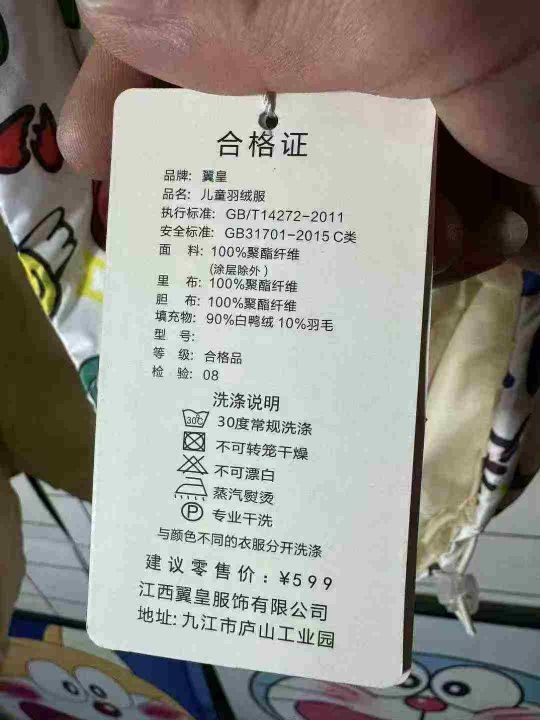 合格证
品牌: 翼皇
品名: 儿童羽绒服
执行标准: GB/T14272-2011
安全标准: GB31701-2015 C类
面 料: 100%聚酯纤维
(涂层除外)
里 布: 100%聚酯纤维
胆 布: 100%聚酯纤维
填充物: 90%白鸭绒 10%羽毛
型 号:
等 级: 合格品
检 验: 08
洗涤说明
30℃ 30度常规洗涤
不可转笼干燥
不可漂白
蒸汽熨烫
P 专业干洗
与颜色不同的衣服分开洗涤
建议零售价: ¥599
江西翼皇服饰有限公司
地址: 九江市庐山工业园